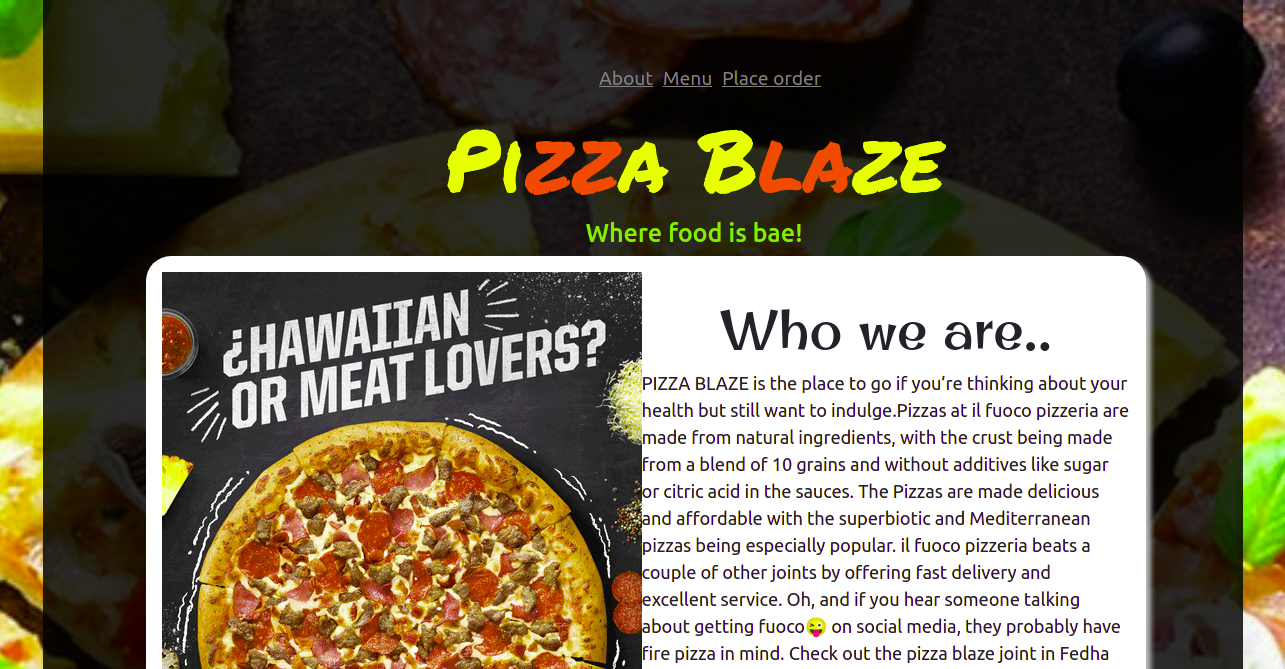 About Menu Place order
Pizza Blaze
Where food is bae!
¿HAWAIIAN
OR MEAT LOVERS?
Who we are..
PIZZA BLAZE is the place to go if you’re thinking about your
health but still want to indulge.Pizzas at il fuoco pizzeria are
made from natural ingredients, with the crust being made
from a blend of 10 grains and without additives like sugar
or citric acid in the sauces. The Pizzas are made delicious
and affordable with the superbiotic and Mediterranean
pizzas being especially popular. il fuoco pizzeria beats a
couple of other joints by offering fast delivery and
excellent service. Oh, and if you hear someone talking
about getting fuoco😜 on social media, they probably have
fire pizza in mind. Check out the pizza blaze joint in Fedha